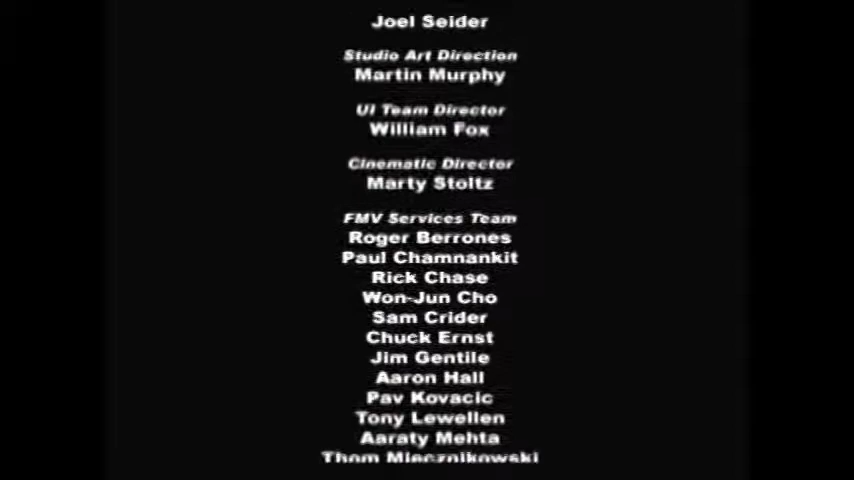 Joel Seider
Studio Art Direction
Martin Murphy
UI Team Director
William Fox
Cinematic Director
Marty Stoltz
FMV Services Team
Roger Berrones
Paul Chamnankit
Rick Chase
Won-Jun Cho
Sam Crider
Chuck Ernst
Jim Gentile
Aaron Hall
Pav Kovacic
Tony Lewellen
Aaraty Mehta
Thom Miecznikowski